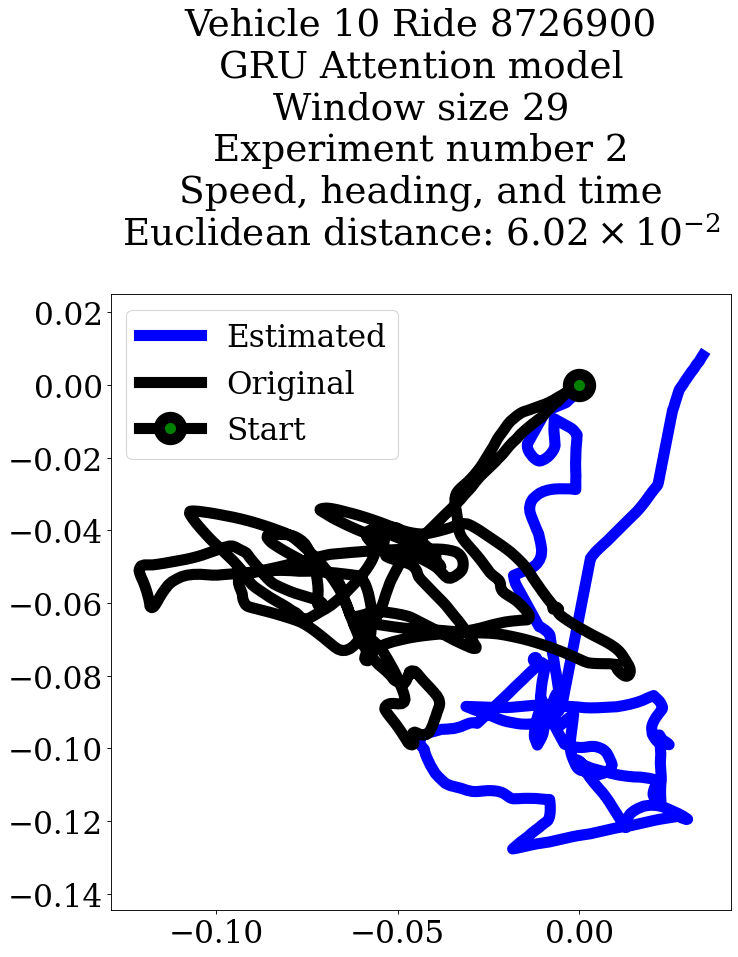 Vehicle 10 Ride 8726900
GRU Attention model
Window size 29
Experiment number 2
Speed, heading, and time
Euclidean distance: 6.02 × 10⁻²
0.02
0.00
−0.02
−0.04
−0.06
−0.08
−0.10
−0.12
−0.14
Estimated
Original
Start
−0.10
−0.05
0.00